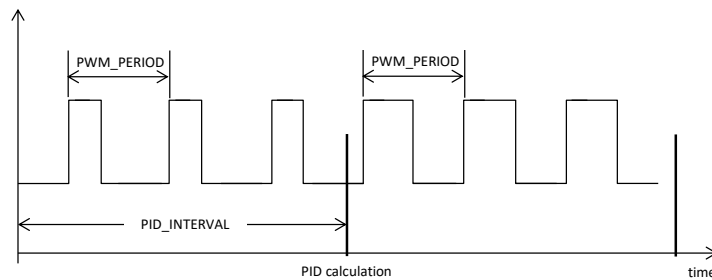 PWM_PERIOD PWM_PERIOD
PID_INTERVAL
PID calculation time